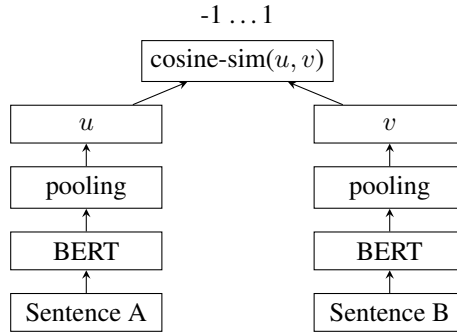 -1 … 1
cosine-sim(u, v)
u v
pooling pooling
BERT BERT
Sentence A Sentence B